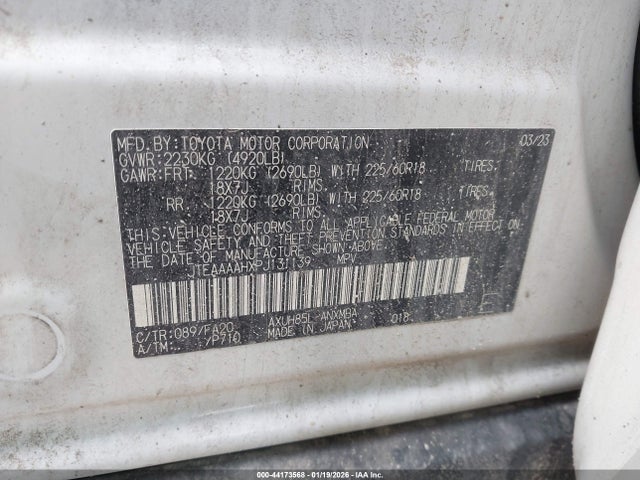 MFD. BY: TOYOTA MOTOR CORPORATION 03/23
GVWR: 2230KG (4920LB)
GAWR: FRT. 1220KG (2690LB) WITH 225/60R18 TIRES,
18X7J RIMS,
RR. 1220KG (2690LB) WITH 225/60R18 TIRES,
18X7J RIMS,
THIS VEHICLE CONFORMS TO ALL APPLICABLE FEDERAL MOTOR
VEHICLE SAFETY AND THEFT PREVENTION STANDARDS IN EFFECT ON
THE DATE OF MANUFACTURE SHOWN ABOVE.
JTEAAAAHXPJ131139 MPV
C/TR: 089/FA20 AXUH85L-ANXMBA 018
A/TM: /P710 MADE IN JAPAN
000-44173568 - 01/19/2026 - IAA Inc.